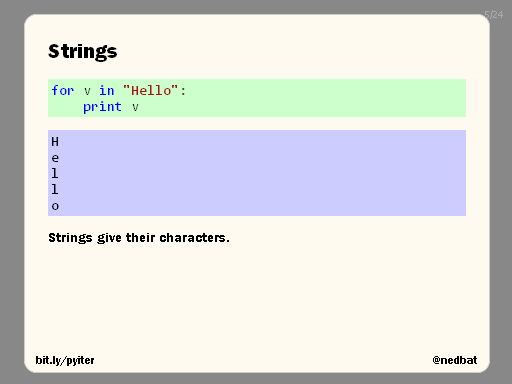 5/24
Strings
for v in "Hello":
    print v
H
e
l
l
o
Strings give their characters.
bit.ly/pyiter
@nedbat